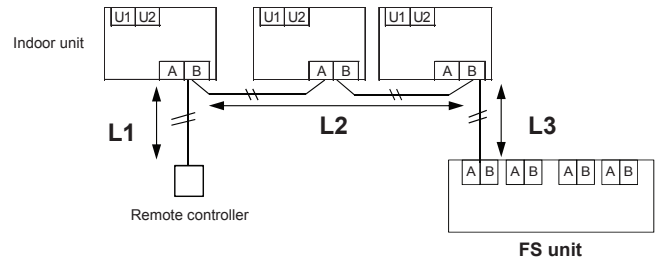 U1 U2 U1 U2 U1 U2
Indoor unit
A B A B A B
L1 L2 L3
A B A B A B A B
Remote controller
FS unit